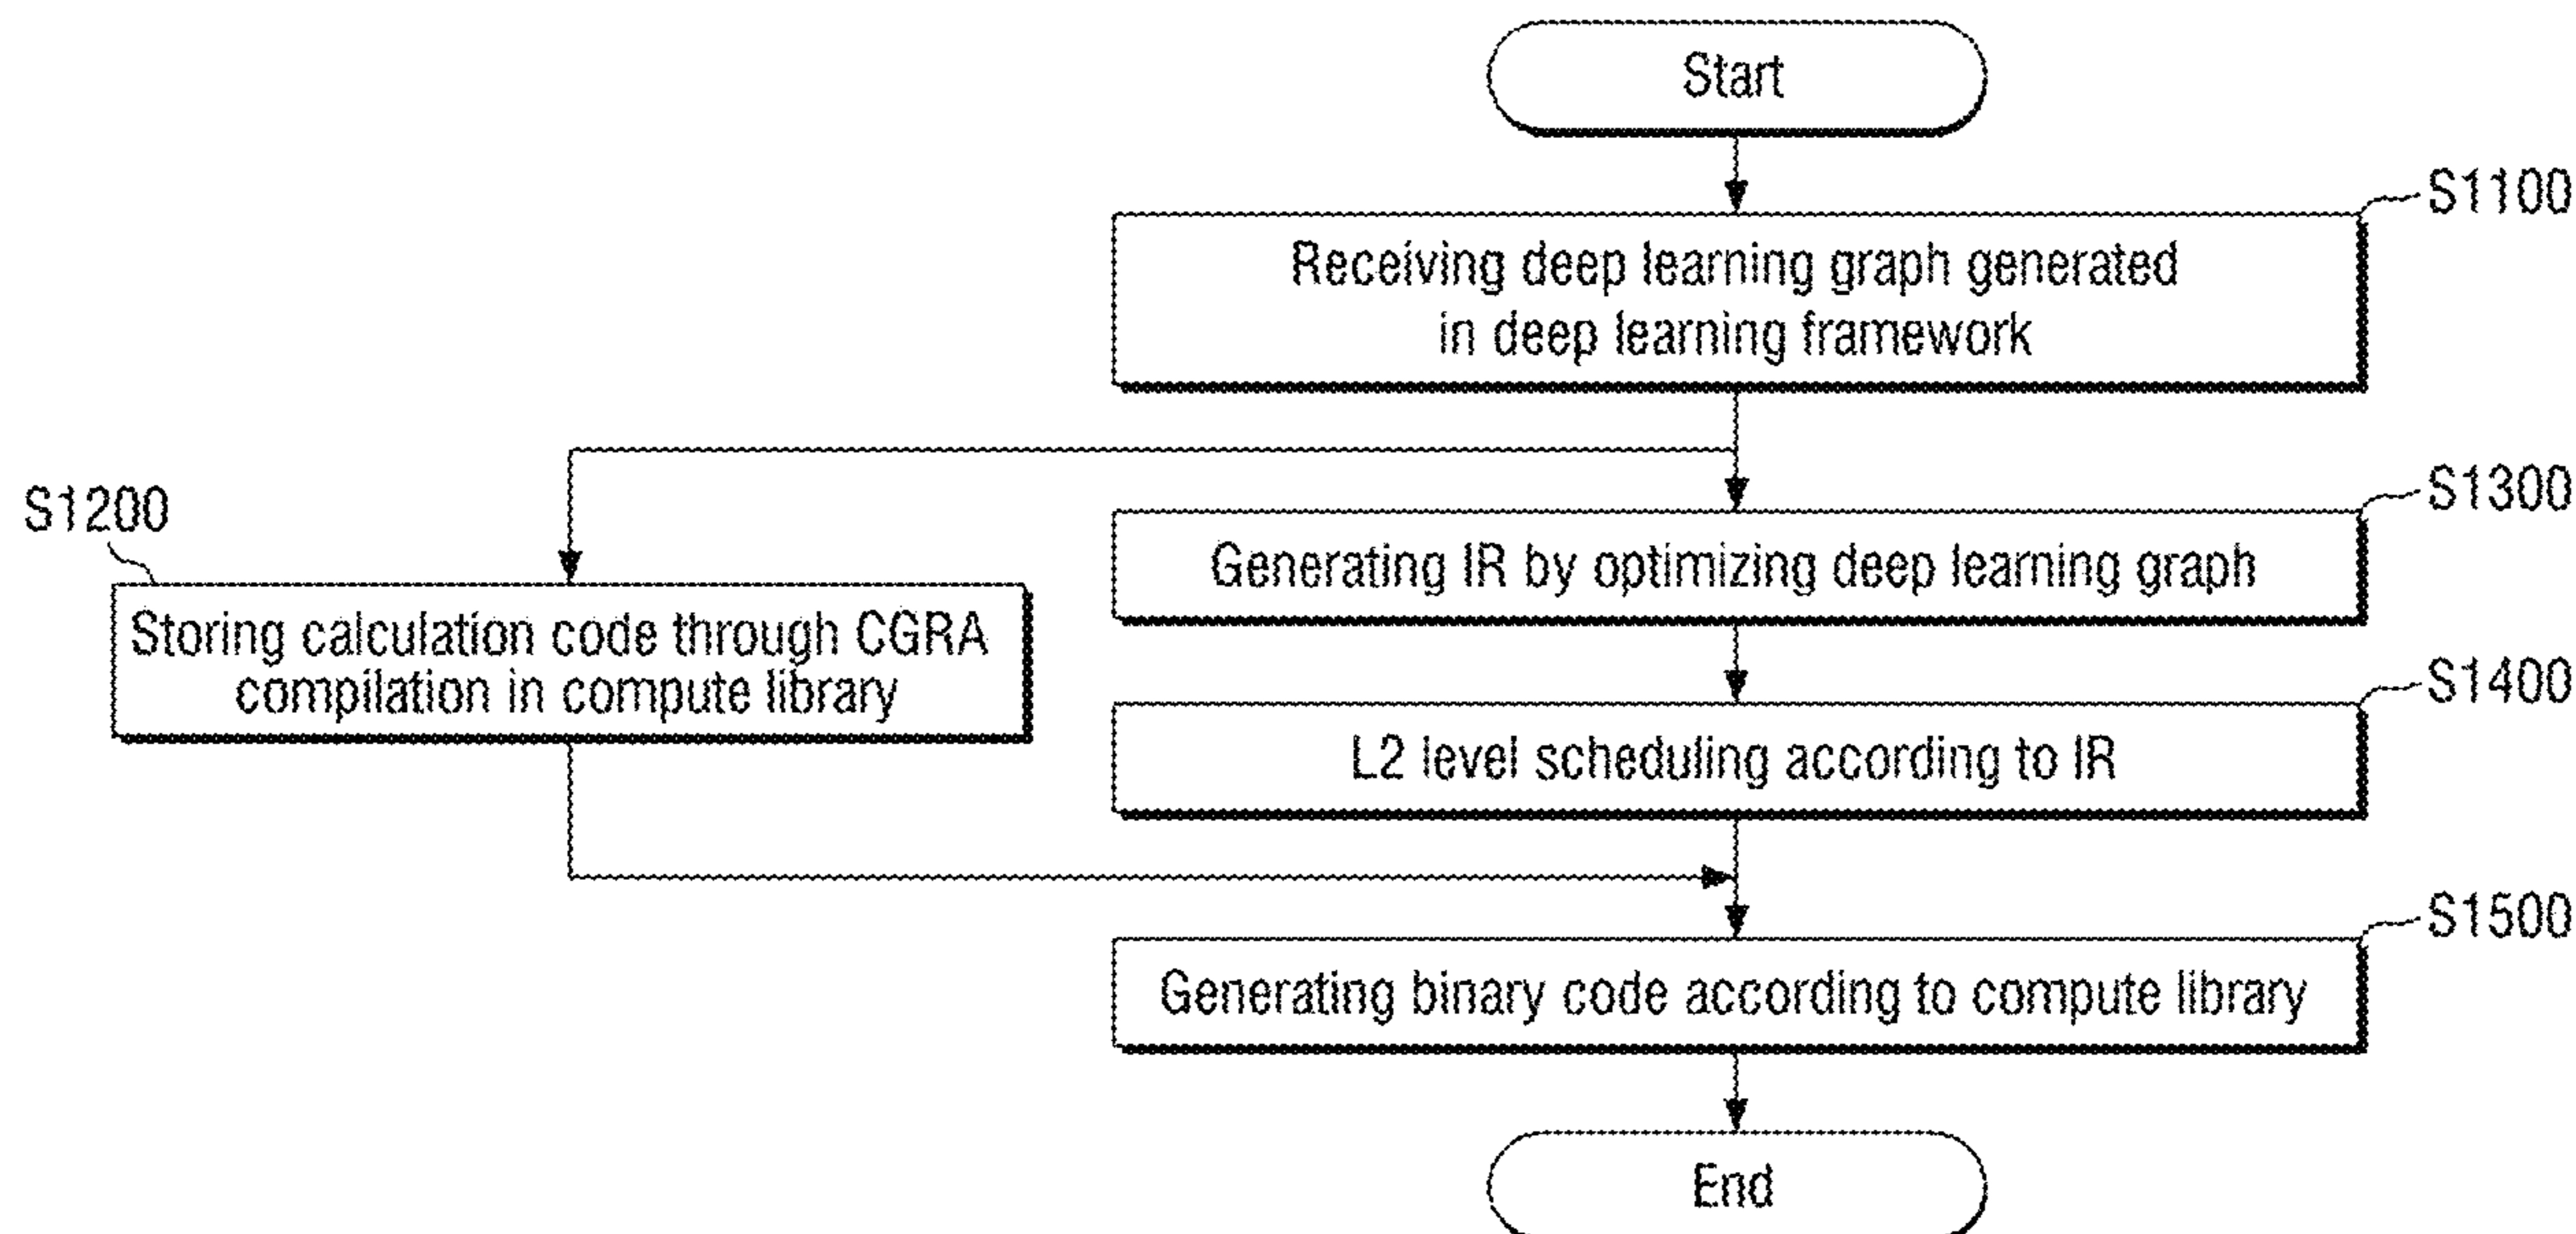 Start
S1100
Receiving deep learning graph generated
in deep learning framework
S1200
Storing calculation code through CGRA
compilation in compute library
S1300
Generating IR by optimizing deep learning graph
S1400
L2 level scheduling according to IR
S1500
Generating binary code according to compute library
End